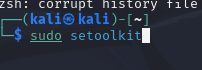 zsh: corrupt history file
┌──(kali㉿kali)-[~]
└─$ sudo setoolkit